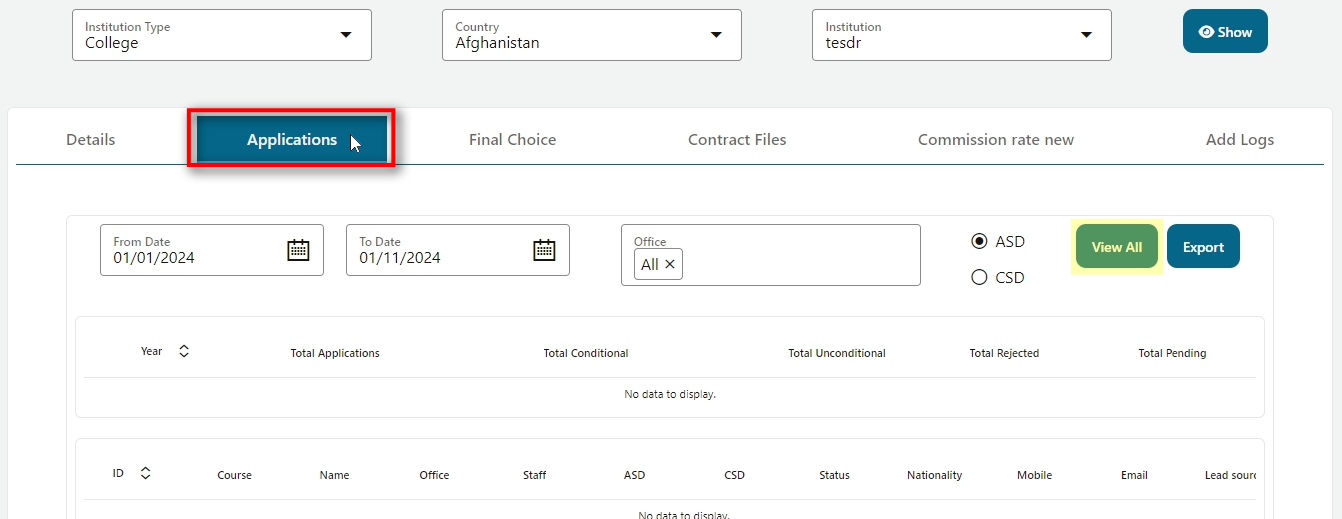 Institution Type
College
Country
Afghanistan
Institution
tesdr
Show
Details
Applications
Final Choice
Contract Files
Commission rate new
Add Logs
From Date
01/01/2024
To Date
01/11/2024
Office
All ✕
ASD
CSD
View All
Export
Year
Total Applications
Total Conditional
Total Unconditional
Total Rejected
Total Pending
No data to display.
ID
Course
Name
Office
Staff
ASD
CSD
Status
Nationality
Mobile
Email
Lead sourc
No data to display.